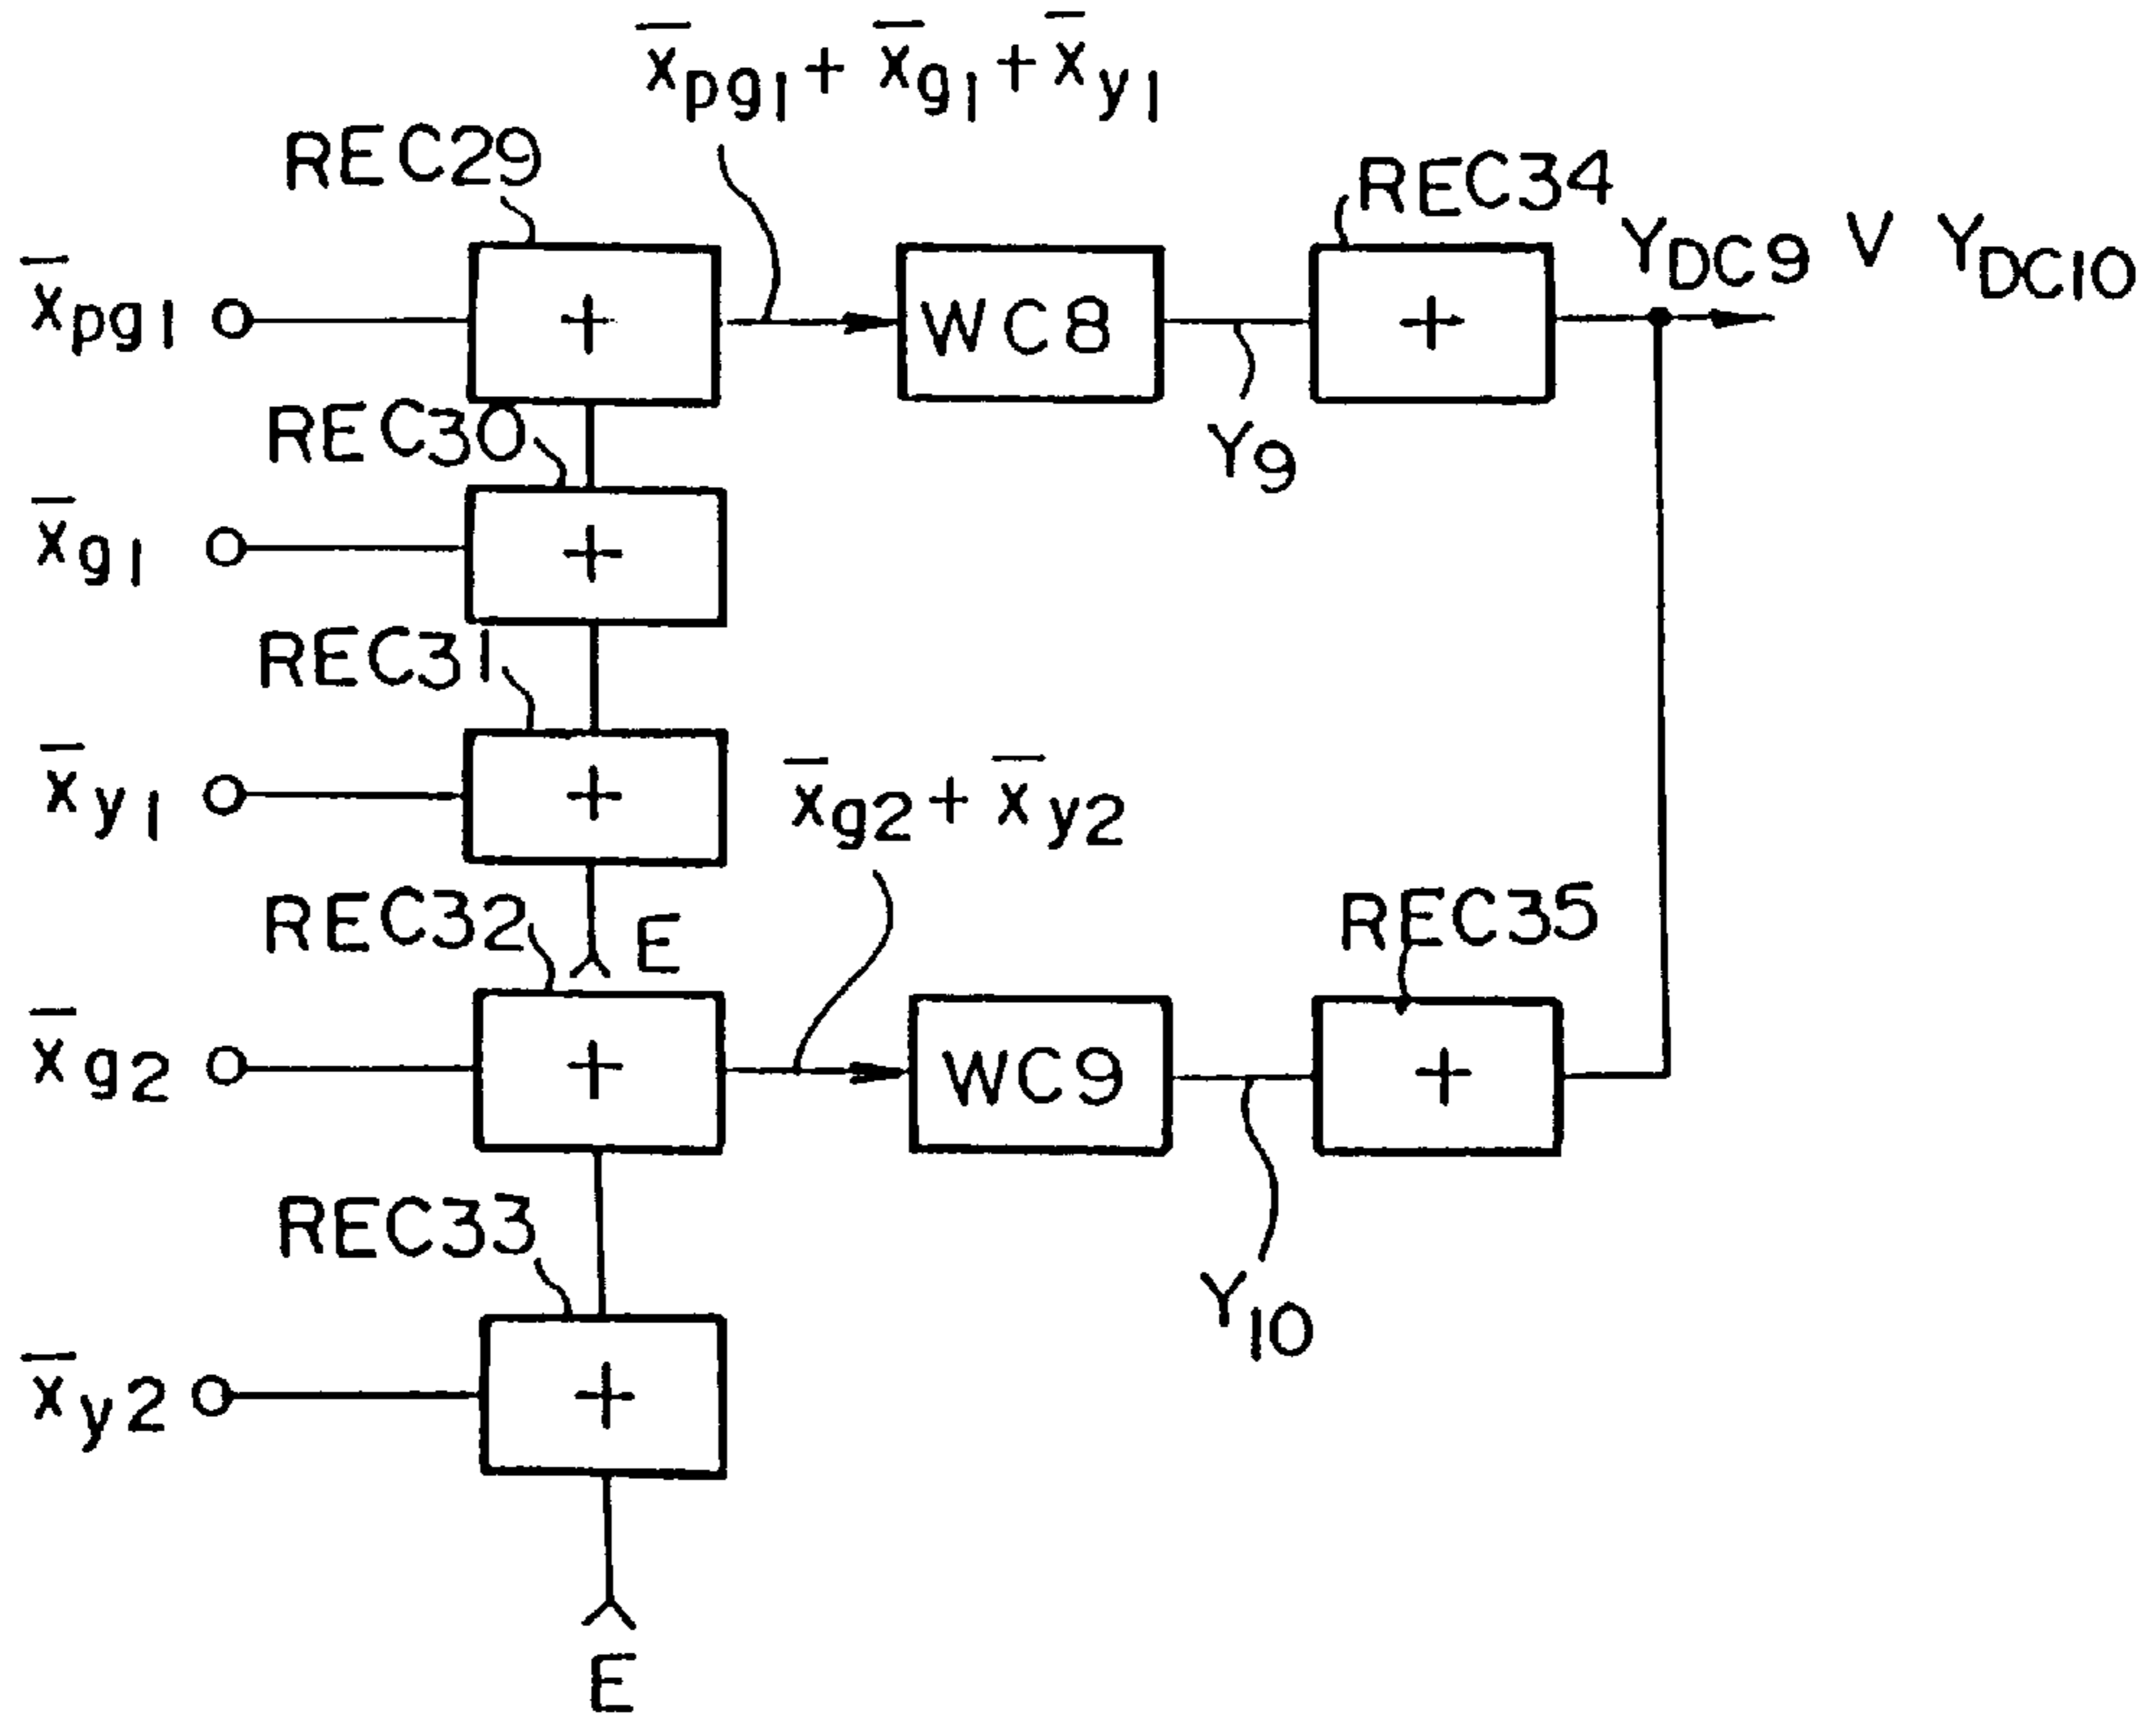 x̄pg1 + x̄g1 + x̄y1
REC29
REC34
YDC9 V YDC10
x̄pg1
+
WC8
+
REC30
Y9
x̄g1
+
REC31
x̄y1
+
x̄g2 + x̄y2
REC32
E
REC35
x̄g2
+
WC9
+
REC33
Y10
x̄y2
+
E